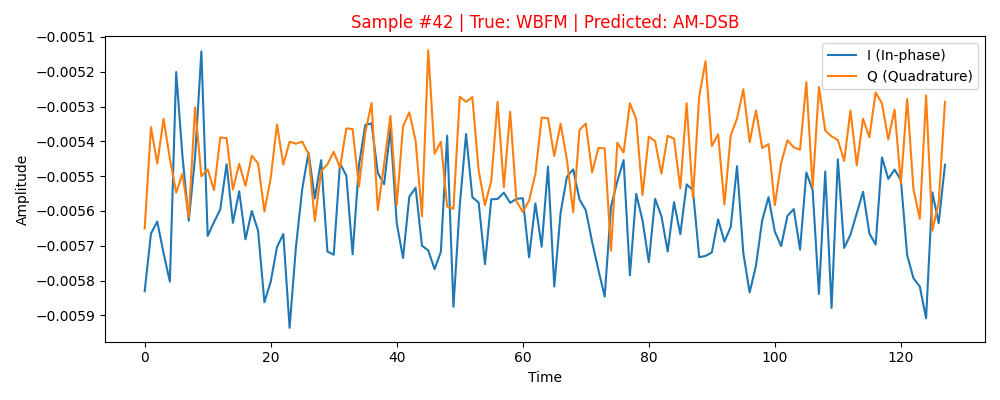 Sample #42 | True: WBFM | Predicted: AM-DSB
I (In-phase)
Q (Quadrature)
Amplitude
−0.0051
−0.0052
−0.0053
−0.0054
−0.0055
−0.0056
−0.0057
−0.0058
−0.0059
0 20 40 60 80 100 120
Time